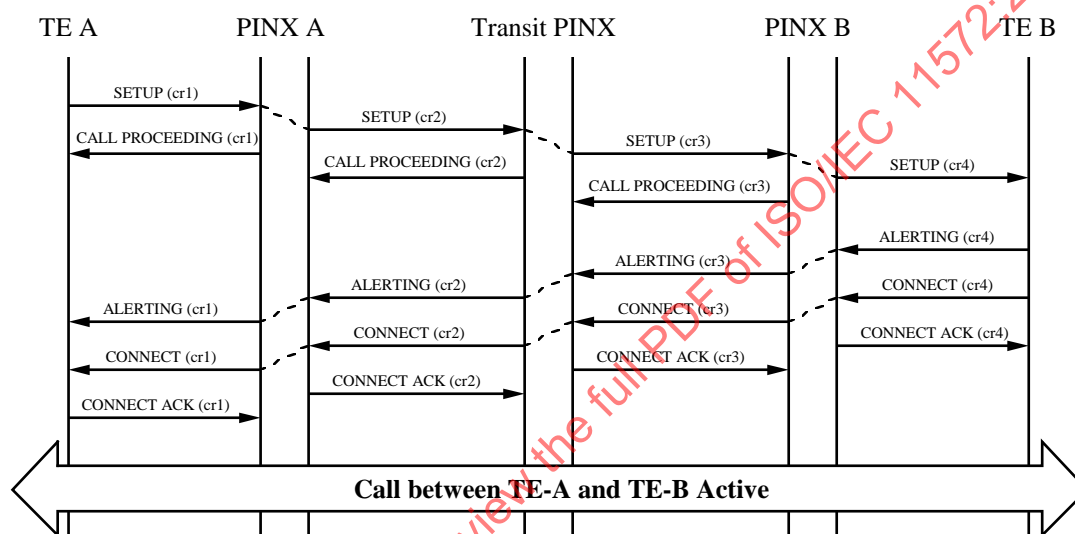 TE A PINX A Transit PINX PINX B TE B
SETUP (cr1)
SETUP (cr2)
CALL PROCEEDING (cr1)
SETUP (cr3)
CALL PROCEEDING (cr2)
SETUP (cr4)
CALL PROCEEDING (cr3)
ALERTING (cr4)
ALERTING (cr3)
ALERTING (cr2)
CONNECT (cr4)
ALERTING (cr1)
CONNECT (cr3)
CONNECT (cr2)
CONNECT ACK (cr4)
CONNECT (cr1)
CONNECT ACK (cr3)
CONNECT ACK (cr2)
CONNECT ACK (cr1)
Call between TE-A and TE-B Active
view the full PDF of ISO/IEC 11572:2